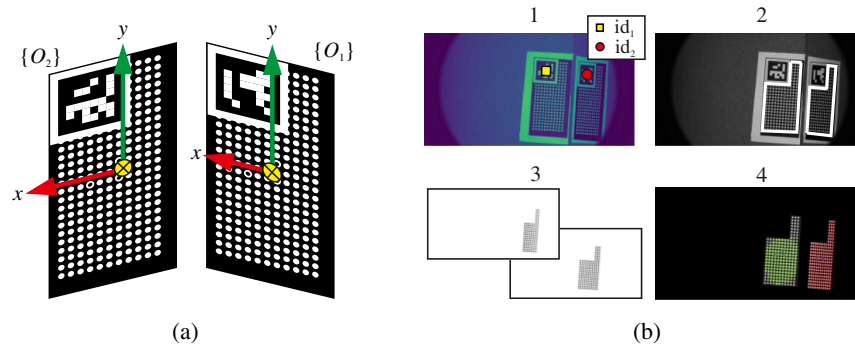 {O₂}
y
x
{O₁}
y
x
(a)
1
id₁
id₂
2
3
4
(b)